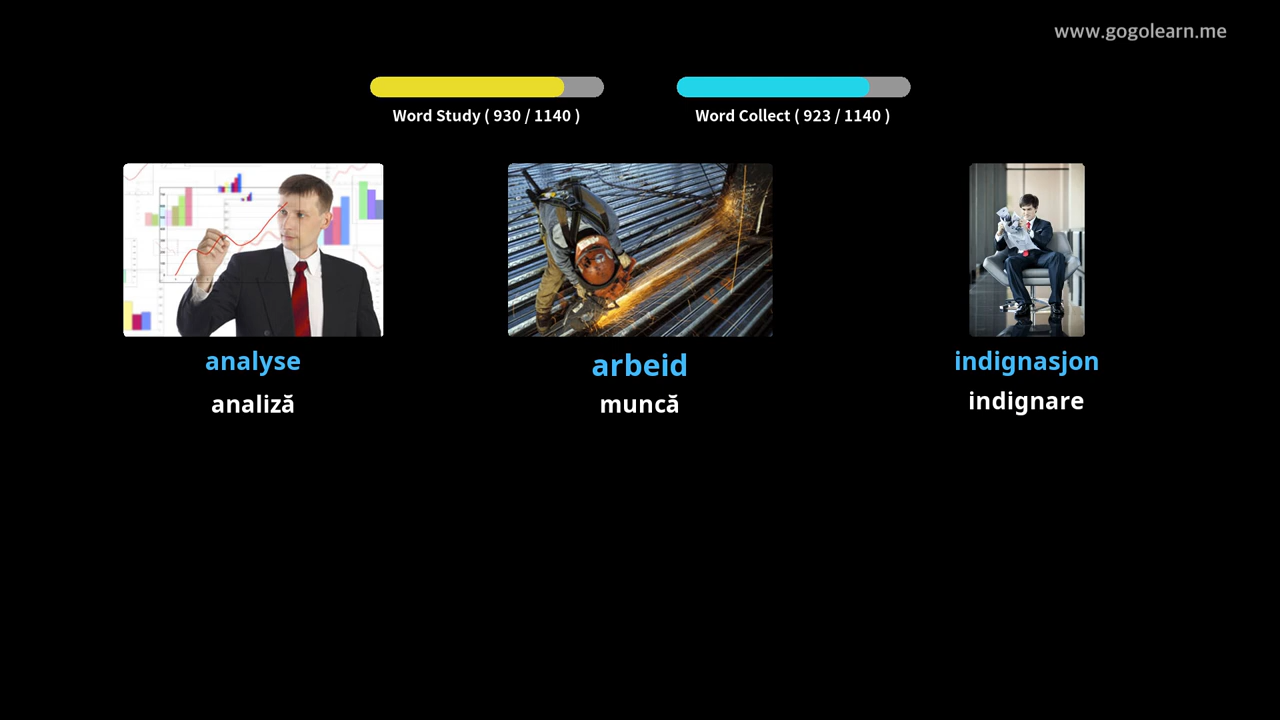 www.gogolearn.me
Word Study ( 930 / 1140 )
Word Collect ( 923 / 1140 )
analyse
analiză
arbeid
muncă
indignasjon
indignare